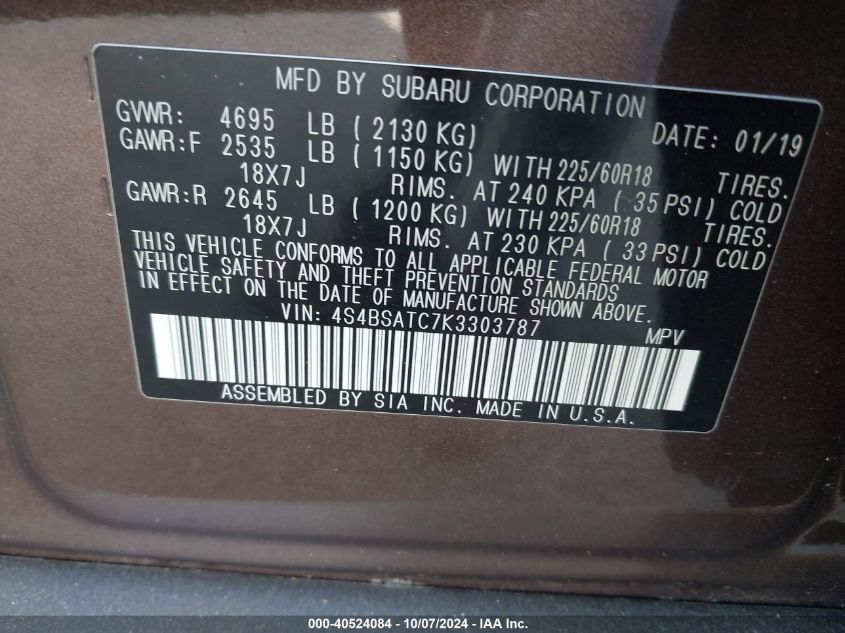 MFD BY SUBARU CORPORATION
GVWR: 4695 LB ( 2130 KG) DATE: 01/19
GAWR:F 2535 LB ( 1150 KG) WITH 225/60R18 TIRES.
18X7J RIMS. AT 240 KPA ( 35 PSI) COLD
GAWR:R 2645 LB ( 1200 KG) WITH 225/60R18 TIRES.
18X7J RIMS. AT 230 KPA ( 33 PSI) COLD
THIS VEHICLE CONFORMS TO ALL APPLICABLE FEDERAL MOTOR
VEHICLE SAFETY AND THEFT PREVENTION STANDARDS
IN EFFECT ON THE DATE OF MANUFACTURE SHOWN ABOVE.
VIN: 4S4BSATC7K3303787 MPV
ASSEMBLED BY SIA INC. MADE IN U.S.A.
000-40524084 - 10/07/2024 - Copyright 2024 IAA, Inc.